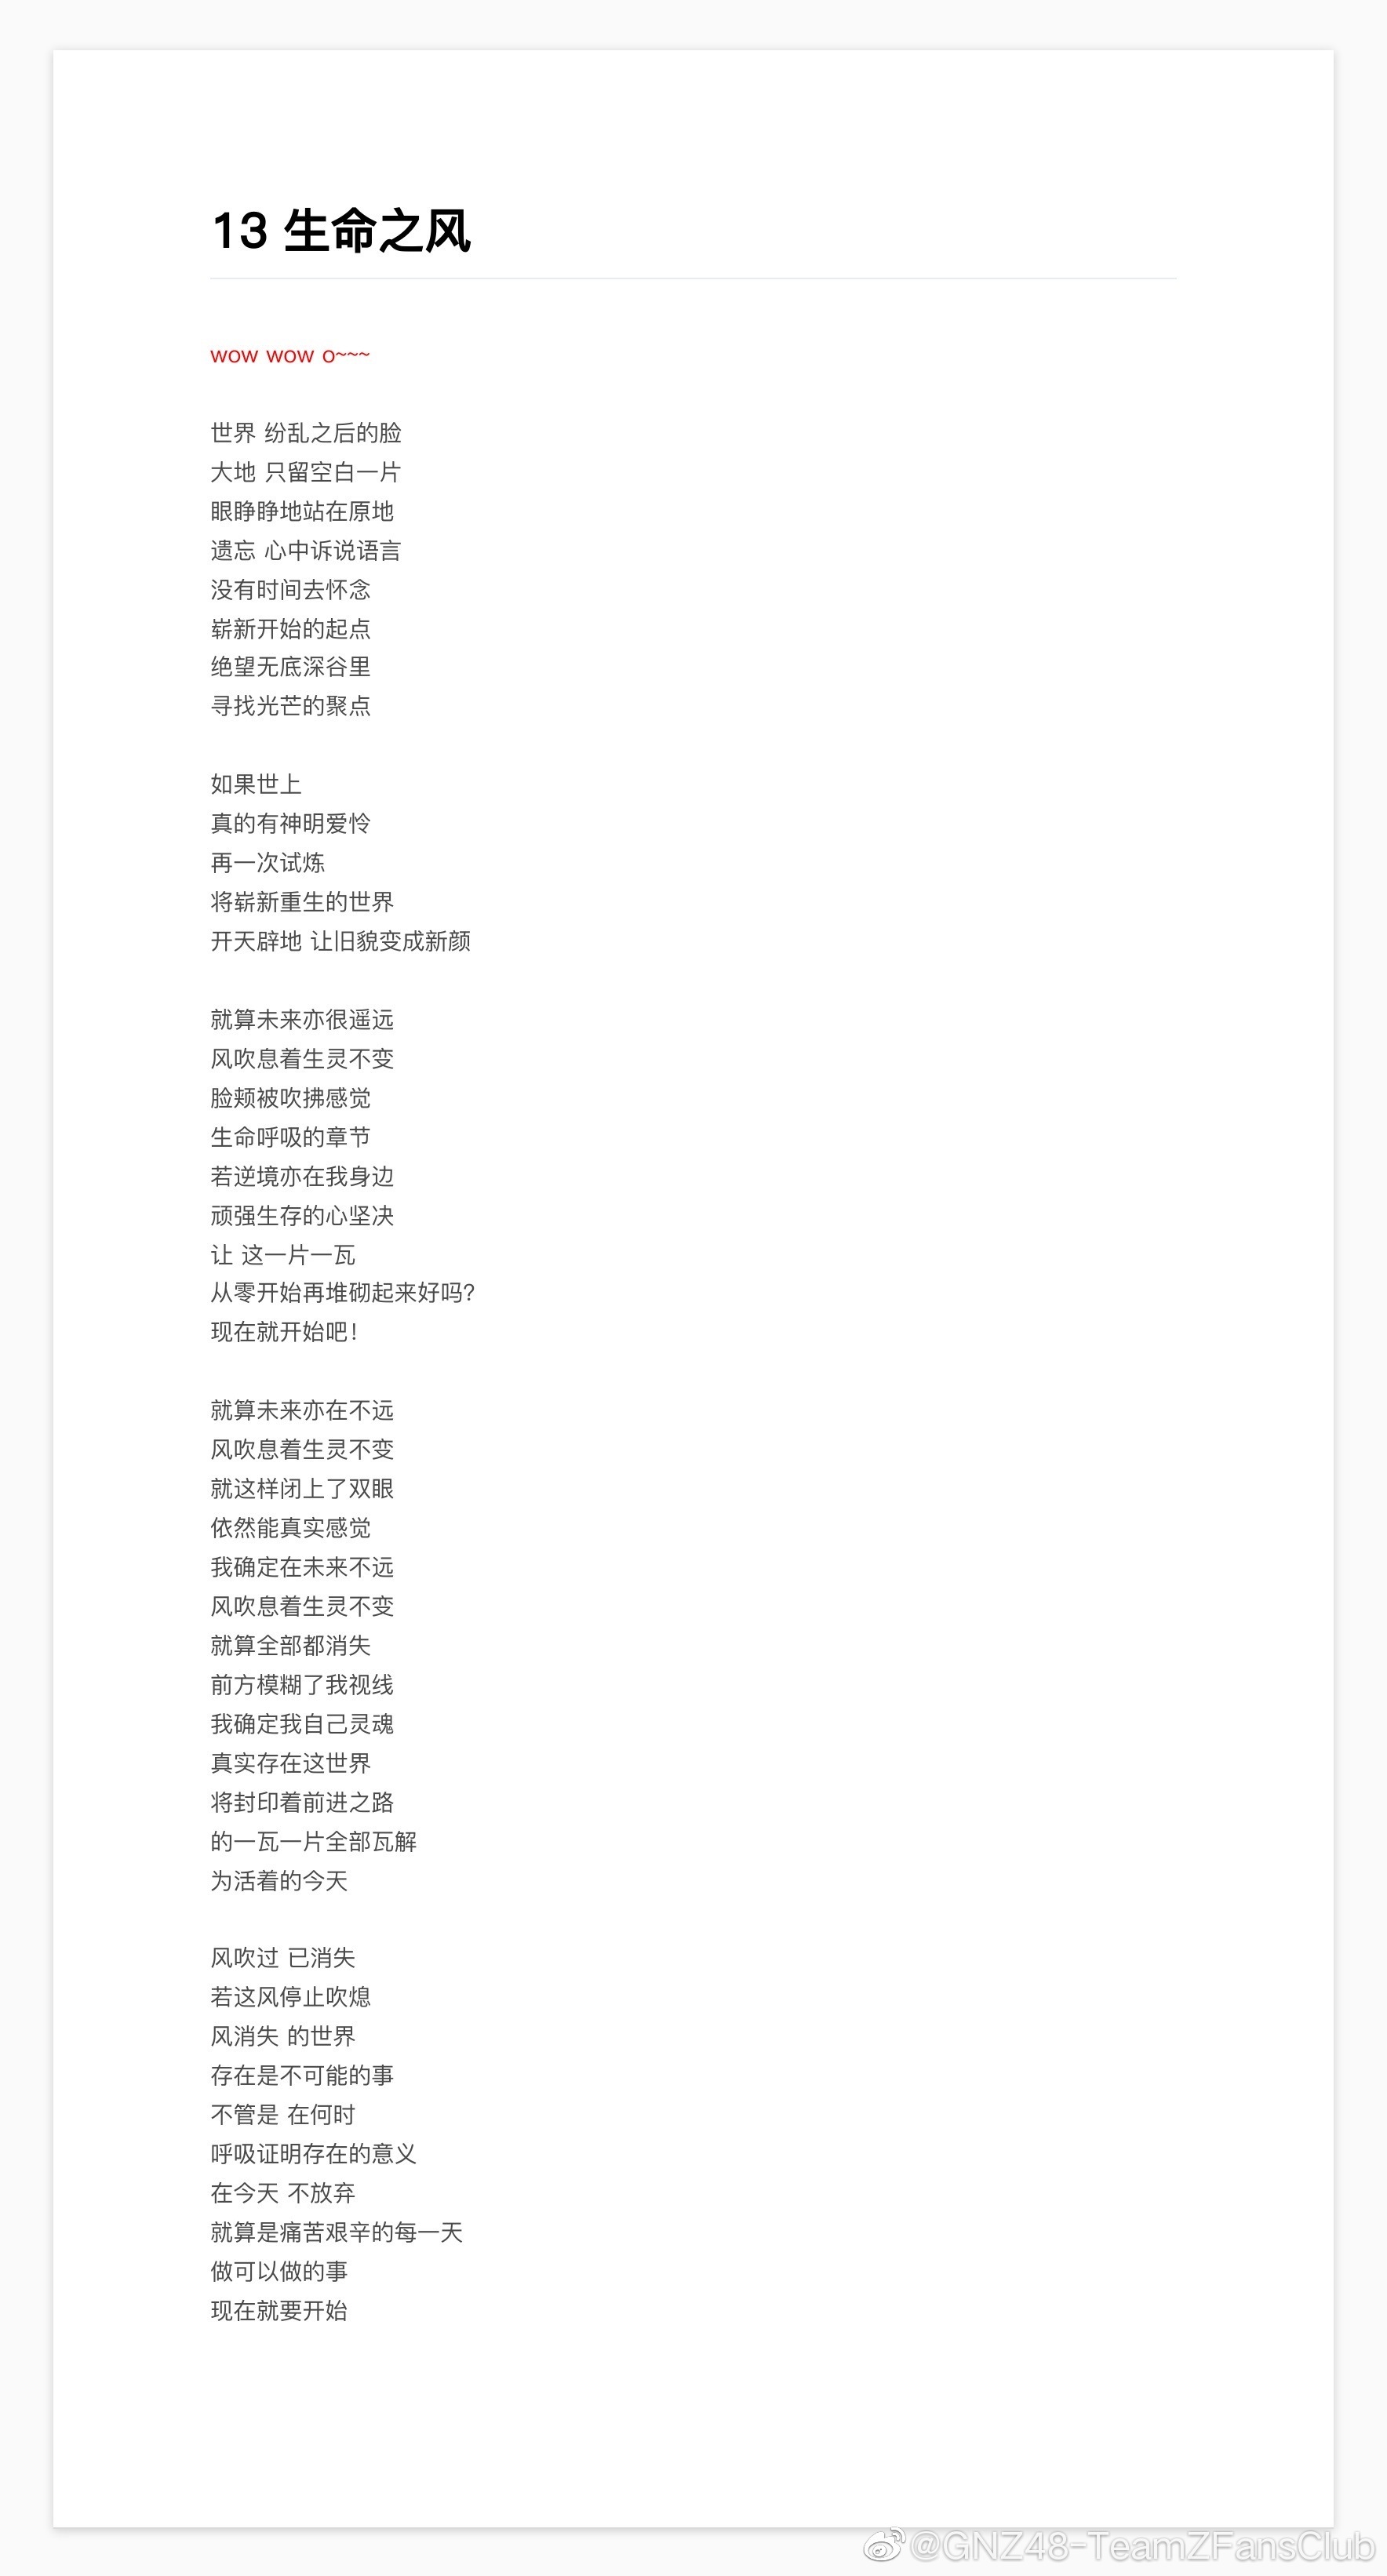 13 生命之风
wow wow o~~~
世界 纷乱之后的脸
大地 只留空白一片
眼睁睁地站在原地
遗忘 心中诉说语言
没有时间去怀念
崭新开始的起点
绝望无底深谷里
寻找光芒的聚点
如果世上
真的有神明爱怜
再一次试炼
将崭新重生的世界
开天辟地 让旧貌变成新颜
就算未来亦很遥远
风吹息着生灵不变
脸颊被吹拂感觉
生命呼吸的章节
若逆境亦在我身边
顽强生存的心坚决
让 这一片一瓦
从零开始再堆砌起来好吗?
现在就开始吧!
就算未来亦在不远
风吹息着生灵不变
就这样闭上了双眼
依然能真实感觉
我确定在未来不远
风吹息着生灵不变
就算全部都消失
前方模糊了我视线
我确定我自己灵魂
真实存在这世界
将封印着前进之路
的一瓦一片全部瓦解
为活着的今天
风吹过 已消失
若这风停止吹熄
风消失 的世界
存在是不可能的事
不管是 在何时
呼吸证明存在的意义
在今天 不放弃
就算是痛苦艰辛的每一天
做可以做的事
现在就要开始
@GNZ48-TeamZFansClub